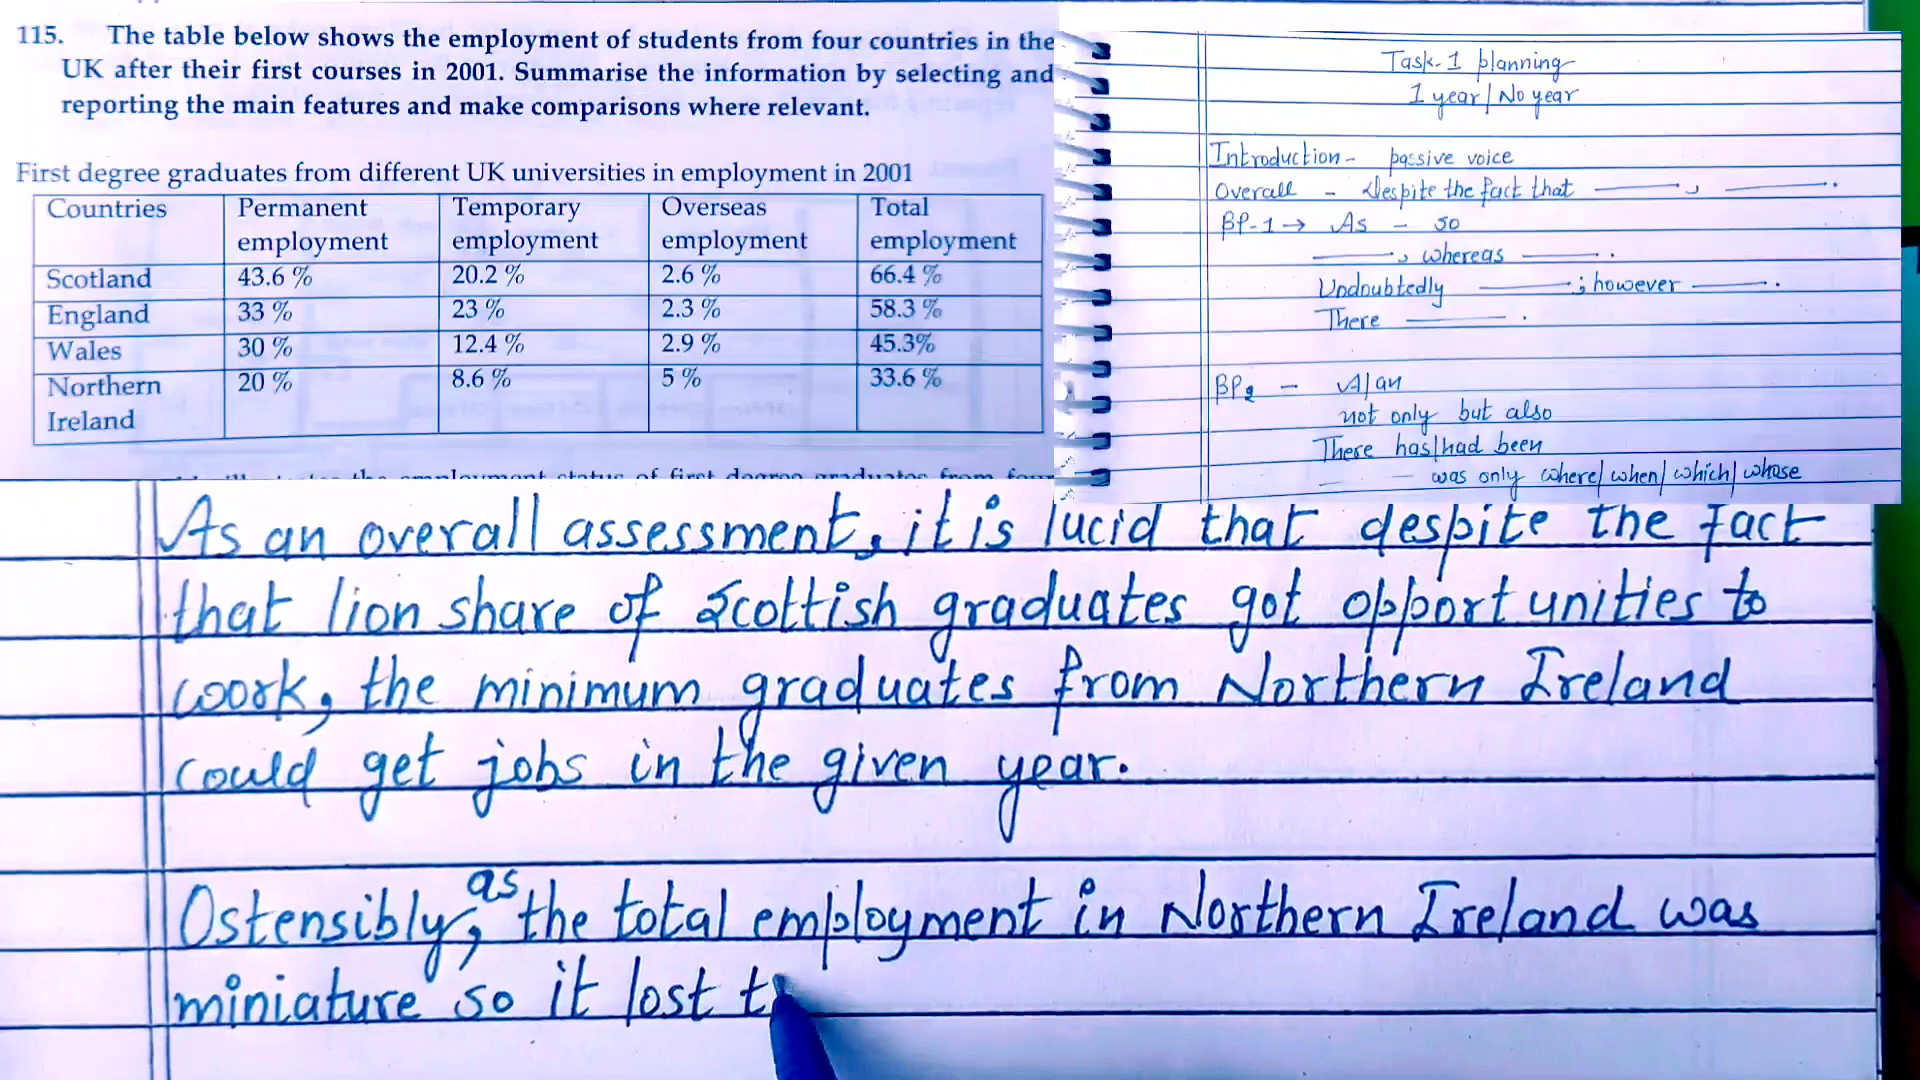 115. The table below shows the employment of students from four countries in the
UK after their first courses in 2001. Summarise the information by selecting and
reporting the main features and make comparisons where relevant.
First degree graduates from different UK universities in employment in 2001
Countries Permanent employment Temporary employment Overseas employment Total employment
Scotland 43.6 % 20.2 % 2.6 % 66.4 %
England 33 % 23 % 2.3 % 58.3 %
Wales 30 % 12.4 % 2.9 % 45.3%
Northern Ireland 20 % 8.6 % 5 % 33.6 %
Task-1 planning
1 year / No year
Introduction - passive voice
Overall - despite the fact that ——, ——.
BP-1 → As - so
——, whereas ——.
Undoubtedly ——; however ——.
There ——.
BP2 - A/an
not only but also
There has/had been
was only where/ when/ which/ whose
As an overall assessment, it is lucid that despite the fact
that lion share of Scottish graduates got opportunities to
work, the minimum graduates from Northern Ireland
could get jobs in the given year.
Ostensibly, as the total employment in Northern Ireland was
miniature so it lost t